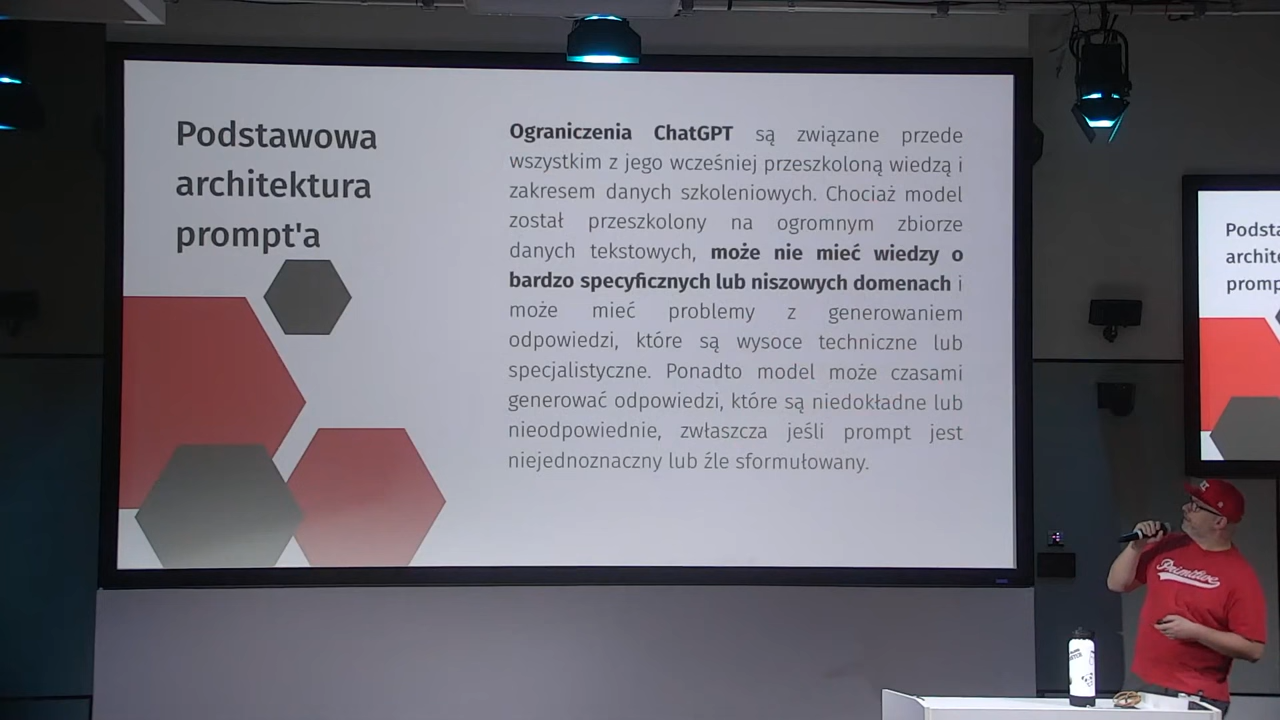 Podstawowa
architektura
prompt'a
Ograniczenia ChatGPT są związane przede
wszystkim z jego wcześniej przeszkoloną wiedzą i
zakresem danych szkoleniowych. Chociaż model
został przeszkolony na ogromnym zbiorze
danych tekstowych, może nie mieć wiedzy o
bardzo specyficznych lub niszowych domenach i
może mieć problemy z generowaniem
odpowiedzi, które są wysoce techniczne lub
specjalistyczne. Ponadto model może czasami
generować odpowiedzi, które są niedokładne lub
nieodpowiednie, zwłaszcza jeśli prompt jest
niejednoznaczny lub źle sformułowany.
Podsta
archite
promp
Primitive